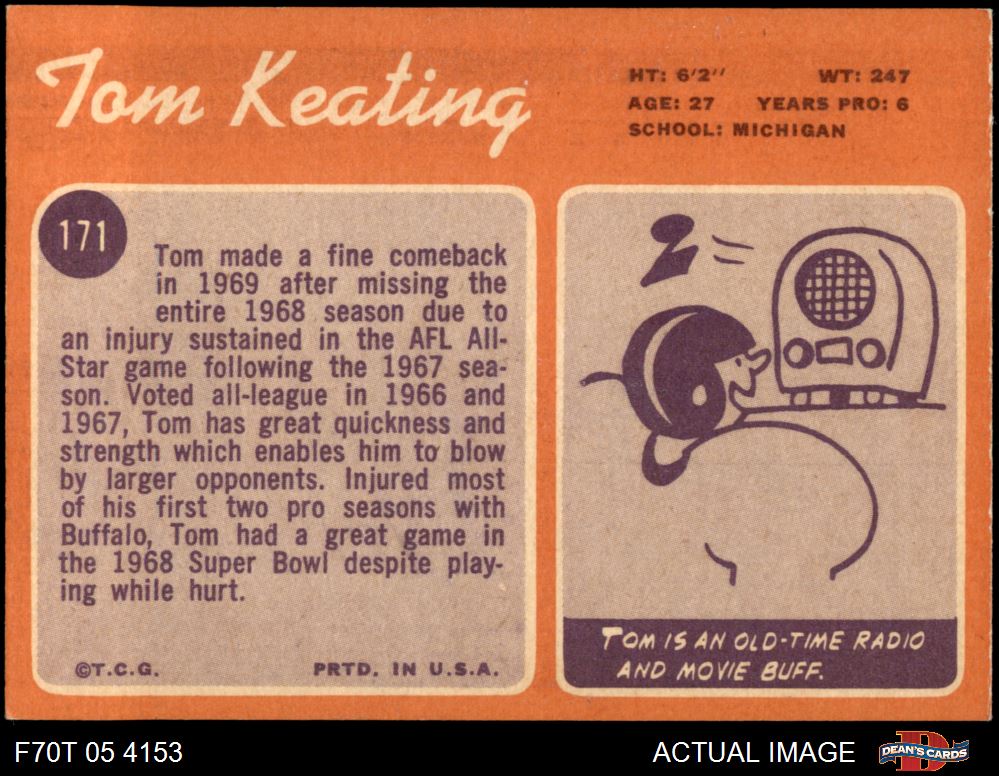 Tom Keating
HT: 6'2" WT: 247
AGE: 27 YEARS PRO: 6
SCHOOL: MICHIGAN
171
Tom made a fine comeback
in 1969 after missing the
entire 1968 season due to
an injury sustained in the AFL All-
Star game following the 1967 sea-
son. Voted all-league in 1966 and
1967, Tom has great quickness and
strength which enables him to blow
by larger opponents. Injured most
of his first two pro seasons with
Buffalo, Tom had a great game in
the 1968 Super Bowl despite play-
ing while hurt.
©T.C.G. PRTD. IN U.S.A.
TOM IS AN OLD-TIME RADIO
AND MOVIE BUFF.
F70T 05 4153 ACTUAL IMAGE
D
DEAN'S CARDS